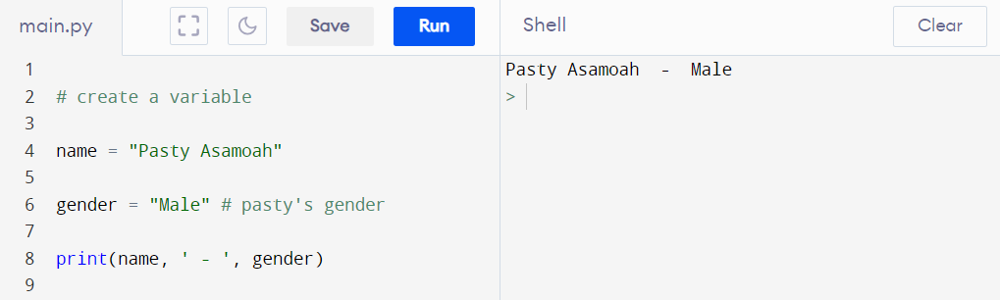 main.py Save Run Shell Clear
1
2 # create a variable
3
4 name = "Pasty Asamoah"
5
6 gender = "Male" # pasty's gender
7
8 print(name, ' - ', gender)
9
Pasty Asamoah  -  Male
>